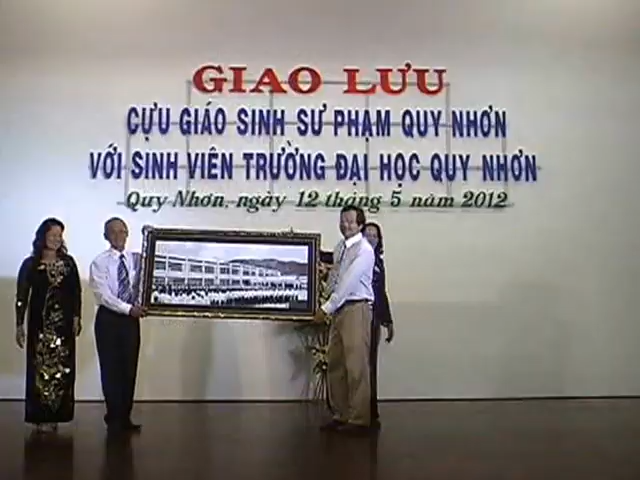 GIAO LƯU
CỰU GIÁO SINH SƯ PHẠM QUY NHƠN
VỚI SINH VIÊN TRƯỜNG ĐẠI HỌC QUY NHƠN
Quy Nhơn, ngày 12 tháng 5 năm 2012